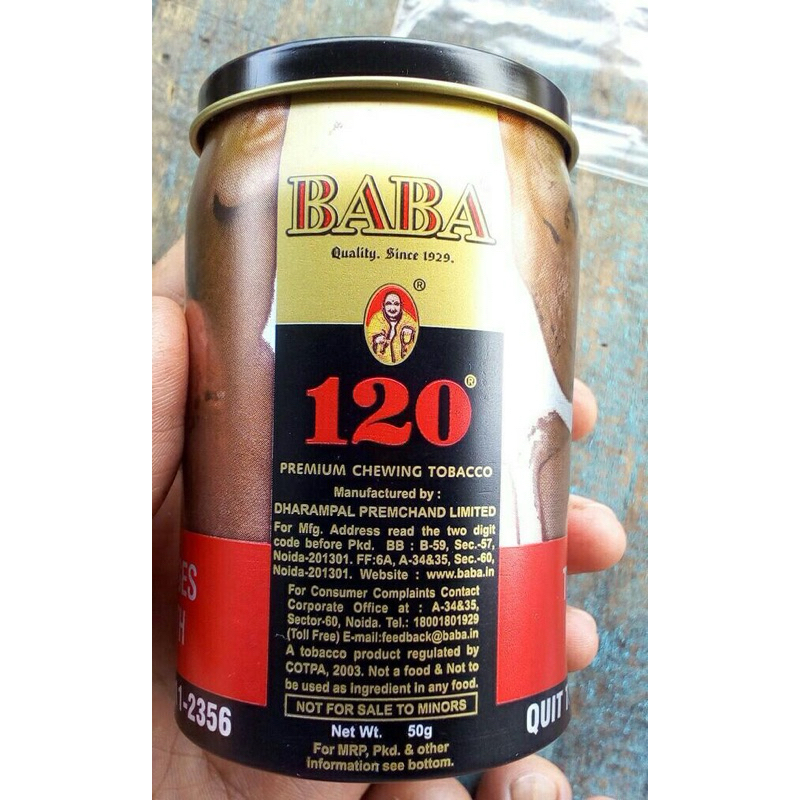 BABA
Quality. Since 1929.
®
120®
PREMIUM CHEWING TOBACCO
Manufactured by :
DHARAMPAL PREMCHAND LIMITED
For Mfg. Address read the two digit
code before Pkd. BB : B-59, Sec.-57,
Noida-201301. FF:6A, A-34&35, Sec.-60,
Noida-201301. Website : www.baba.in
For Consumer Complaints Contact
Corporate Office at : A-34&35,
Sector-60, Noida. Tel.: 18001801929
(Toll Free) E-mail:feedback@baba.in
A tobacco product regulated by
COTPA, 2003. Not a food & Not to
be used as ingredient in any food.
NOT FOR SALE TO MINORS
Net Wt. 50g
For MRP, Pkd. & other
information see bottom.
1-2356
QUIT